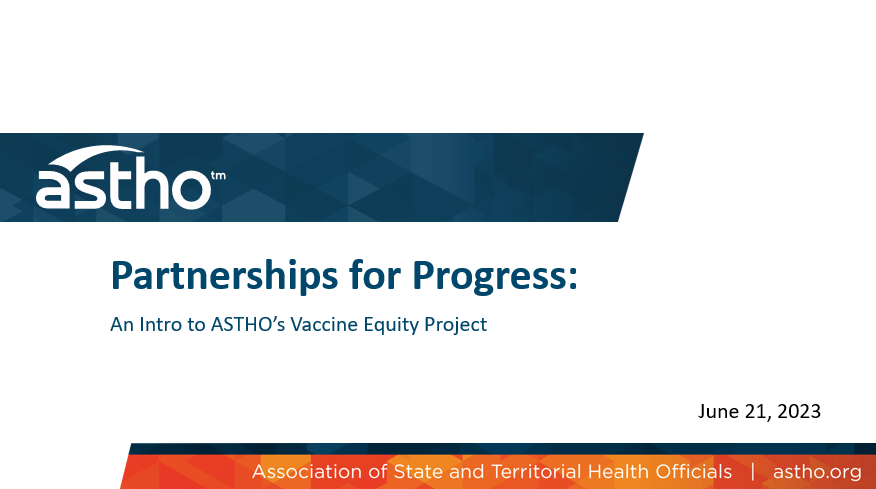 astho™
Partnerships for Progress:
An Intro to ASTHO’s Vaccine Equity Project
June 21, 2023
Association of State and Territorial Health Officials | astho.org